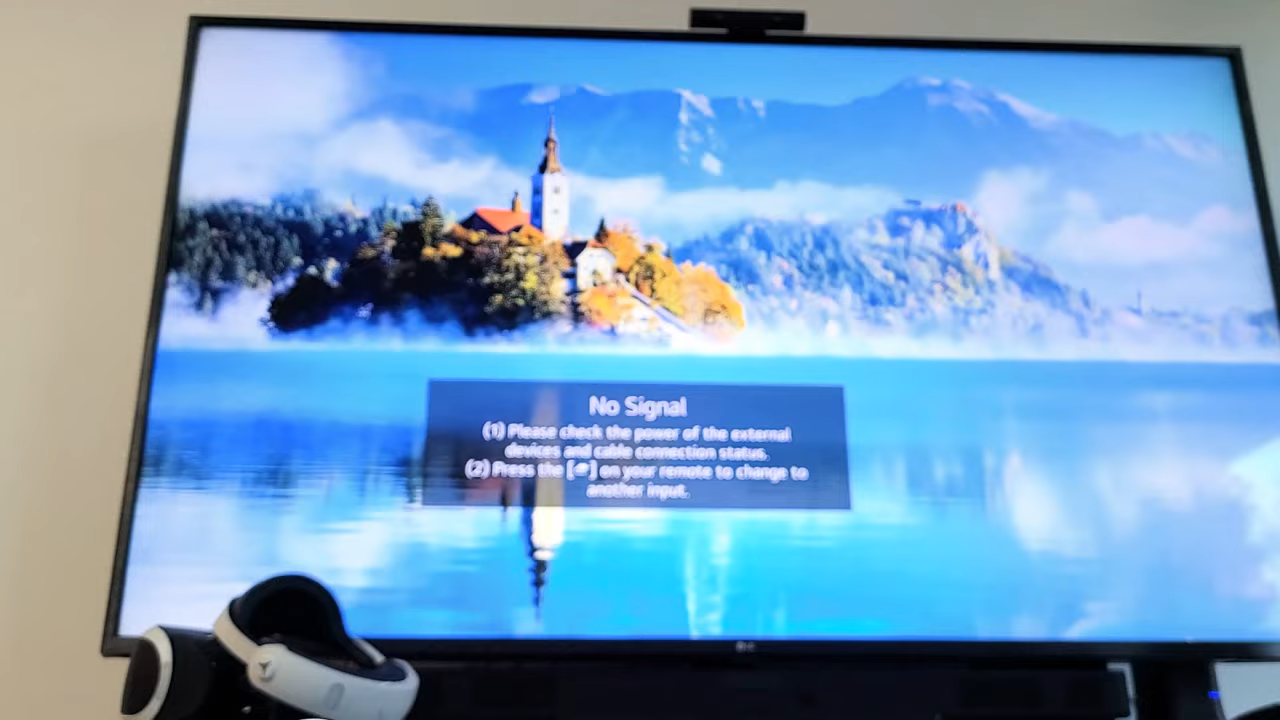 No Signal
(1) Please check the power of the external
devices and cable connection status.
(2) Press the [ ] on your remote to change to
another input.
LG